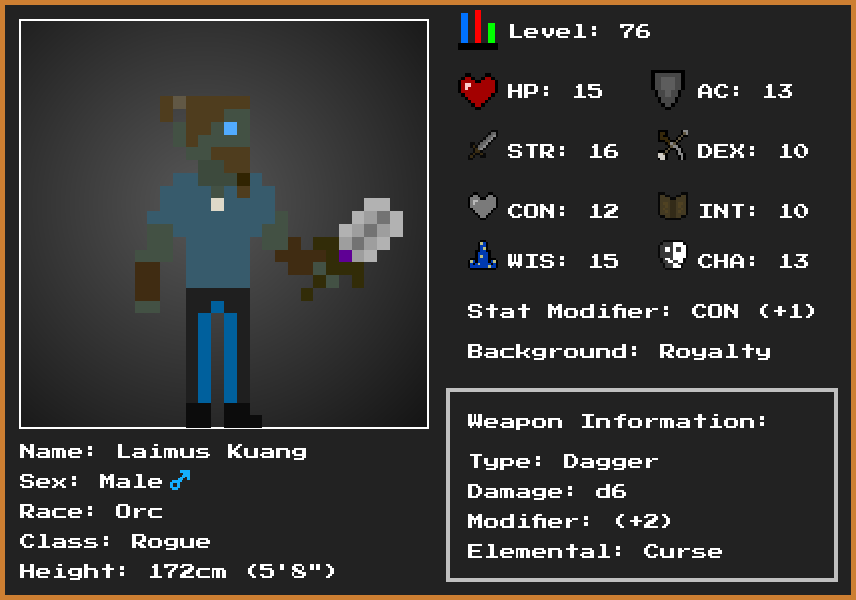 Level: 76
HP: 15 AC: 13
STR: 16 DEX: 10
CON: 12 INT: 10
WIS: 15 CHA: 13
Stat Modifier: CON (+1)
Background: Royalty
Weapon Information:
Type: Dagger
Damage: d6
Modifier: (+2)
Elemental: Curse
Name: Laimus Kuang
Sex: Male♂
Race: Orc
Class: Rogue
Height: 172cm (5'8")